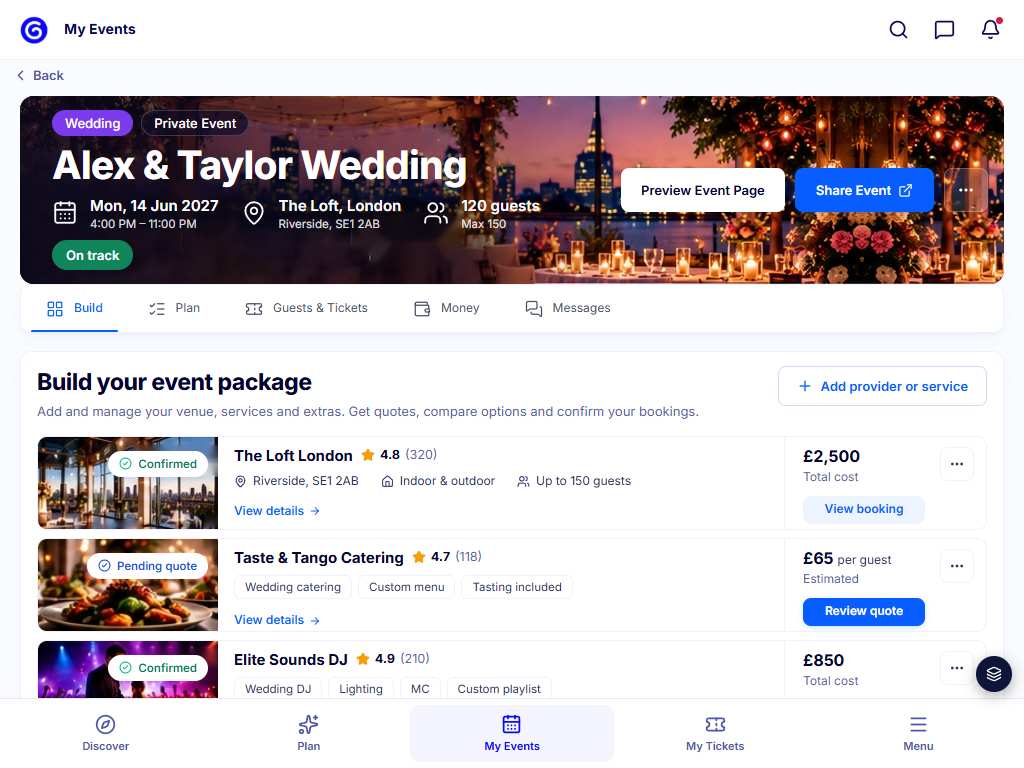 My Events
Back
Wedding
Private Event
Alex & Taylor Wedding
Mon, 14 Jun 2027
4:00 PM – 11:00 PM
The Loft, London
Riverside, SE1 2AB
120 guests
Max 150
On track
Preview Event Page
Share Event
Build
Plan
Guests & Tickets
Money
Messages
Build your event package
Add and manage your venue, services and extras. Get quotes, compare options and confirm your bookings.
Add provider or service
Confirmed
The Loft London 4.8 (320)
Riverside, SE1 2AB
Indoor & outdoor
Up to 150 guests
View details
£2,500
Total cost
View booking
Pending quote
Taste & Tango Catering 4.7 (118)
Wedding catering
Custom menu
Tasting included
View details
£65 per guest
Estimated
Review quote
Confirmed
Elite Sounds DJ 4.9 (210)
Wedding DJ
Lighting
MC
Custom playlist
£850
Total cost
Discover
Plan
My Events
My Tickets
Menu